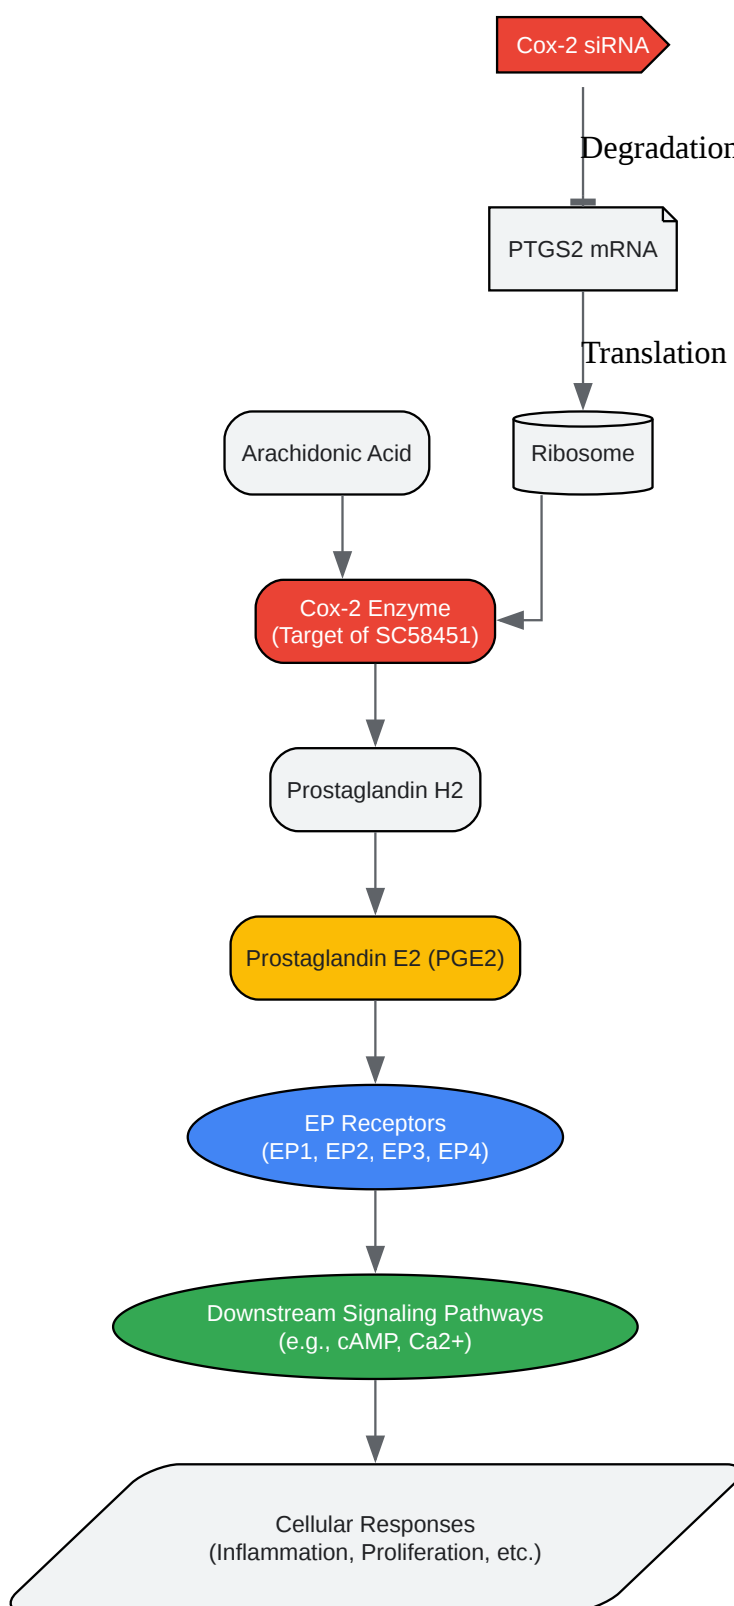 Cox-2 siRNA
Degradation
PTGS2 mRNA
Translation
Arachidonic Acid
Ribosome
Cox-2 Enzyme
(Target of SC58451)
Prostaglandin H2
Prostaglandin E2 (PGE2)
EP Receptors
(EP1, EP2, EP3, EP4)
Downstream Signaling Pathways
(e.g., cAMP, Ca2+)
Cellular Responses
(Inflammation, Proliferation, etc.)